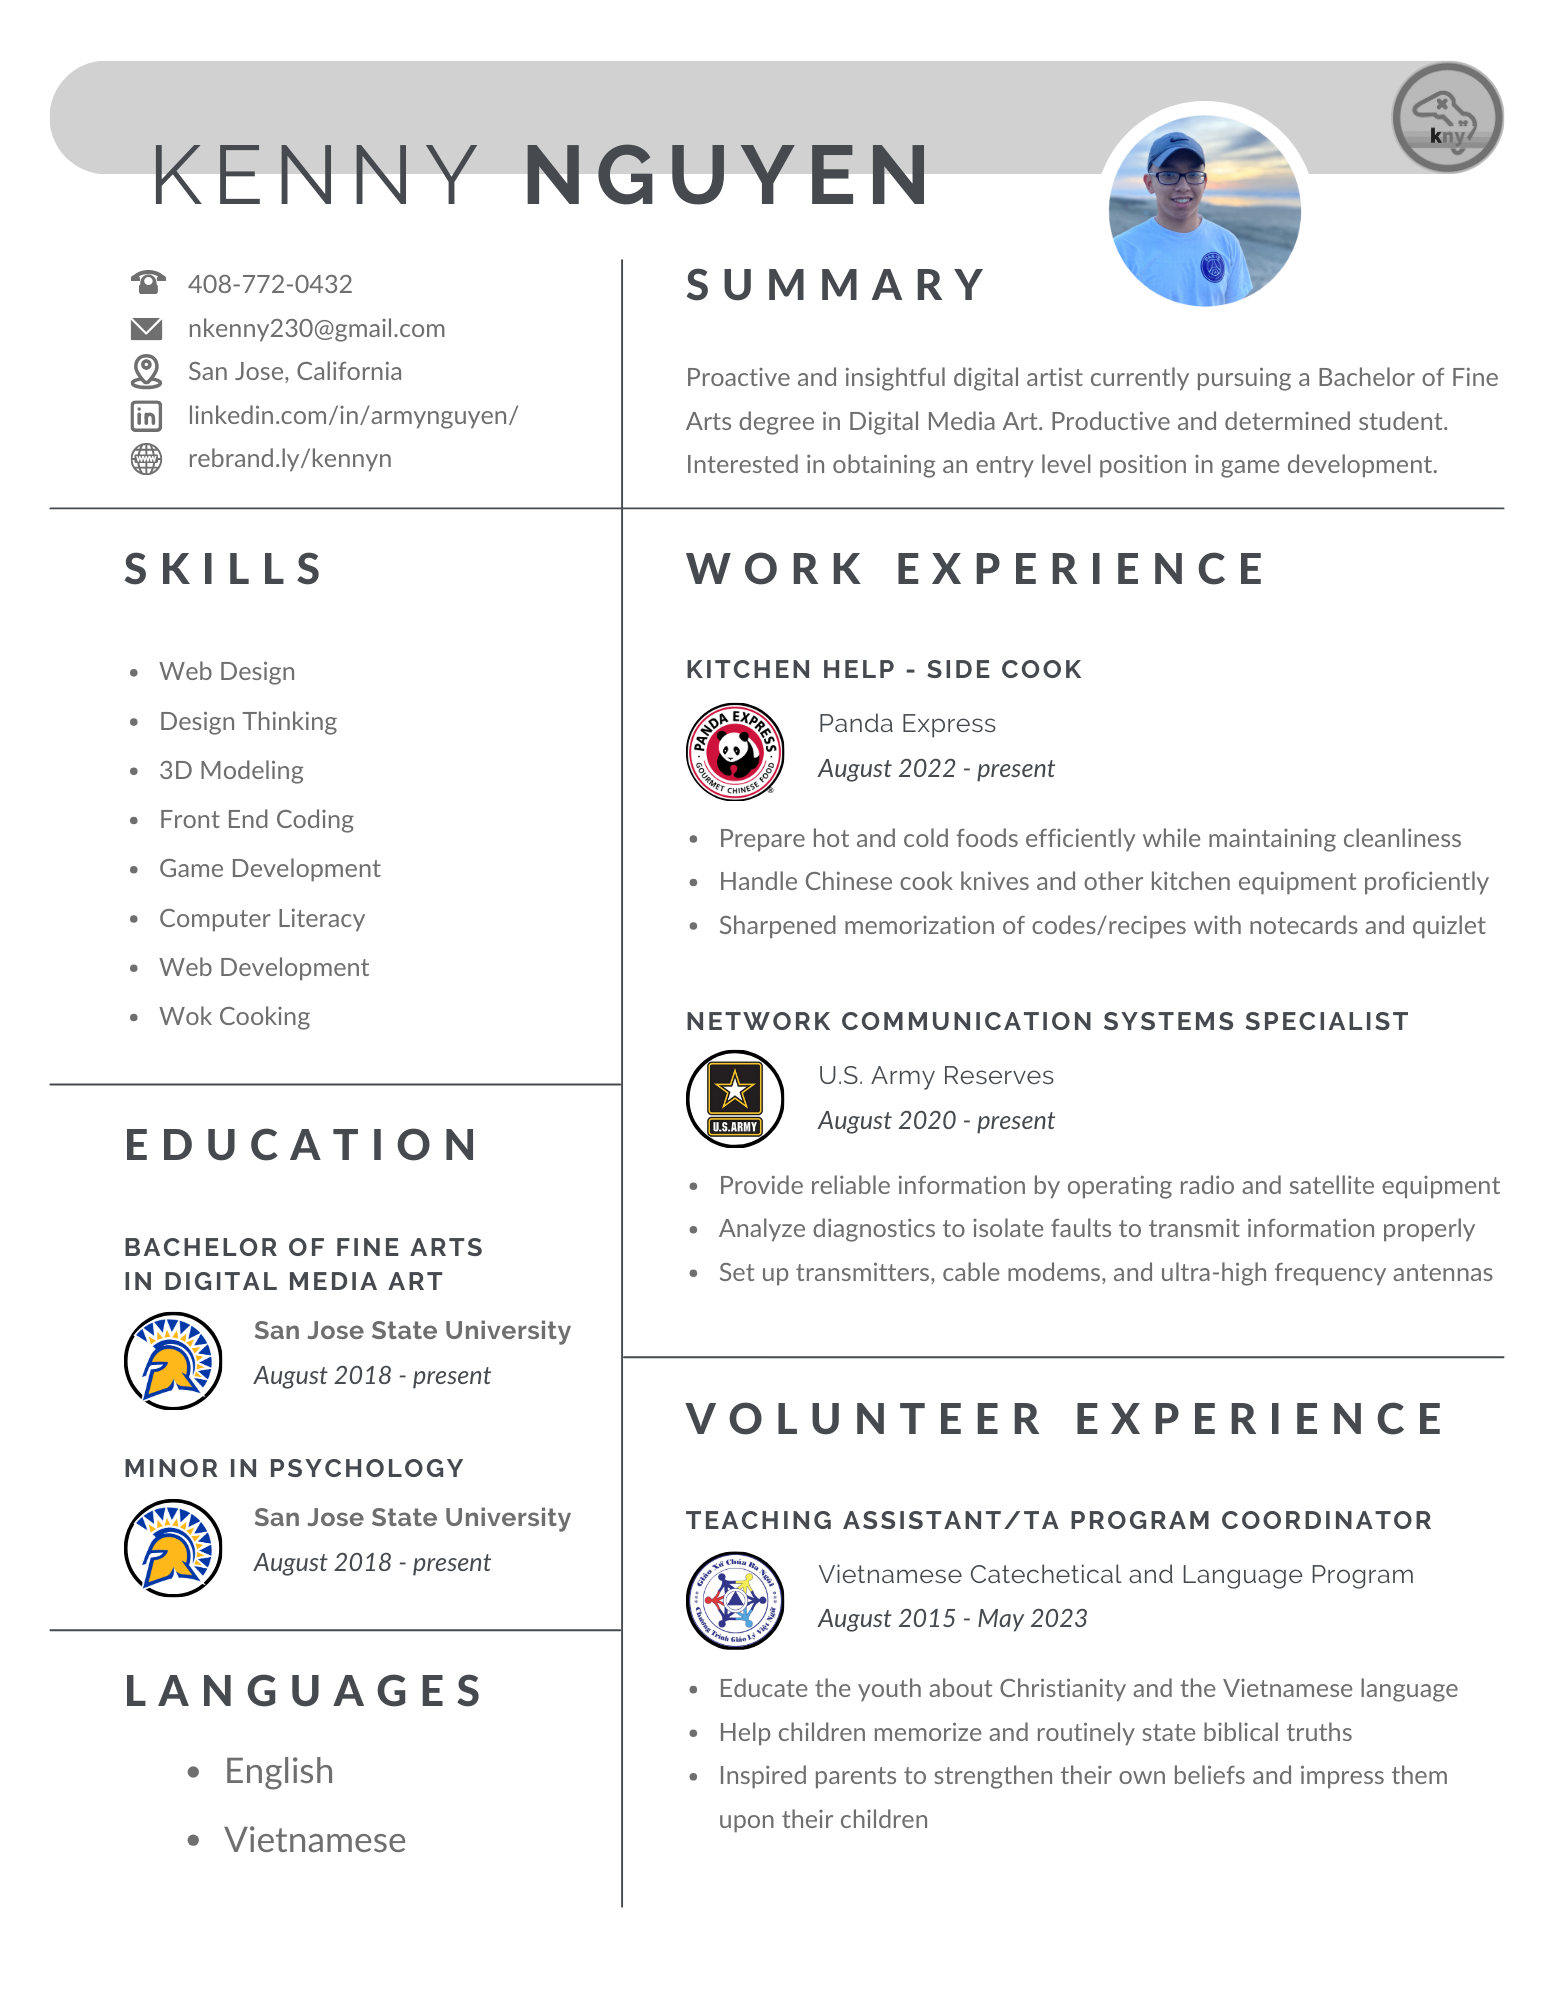 KENNY NGUYEN
kny
408-772-0432
nkenny230@gmail.com
San Jose, California
linkedin.com/in/armynguyen/
rebrand.ly/kennyn
SUMMARY
Proactive and insightful digital artist currently pursuing a Bachelor of Fine
Arts degree in Digital Media Art. Productive and determined student.
Interested in obtaining an entry level position in game development.
SKILLS
Web Design
Design Thinking
3D Modeling
Front End Coding
Game Development
Computer Literacy
Web Development
Wok Cooking
EDUCATION
BACHELOR OF FINE ARTS
IN DIGITAL MEDIA ART
San Jose State University
August 2018 - present
MINOR IN PSYCHOLOGY
San Jose State University
August 2018 - present
LANGUAGES
English
Vietnamese
WORK EXPERIENCE
KITCHEN HELP - SIDE COOK
PANDA EXPRESS
GOURMET CHINESE FOOD
®
Panda Express
August 2022 - present
Prepare hot and cold foods efficiently while maintaining cleanliness
Handle Chinese cook knives and other kitchen equipment proficiently
Sharpened memorization of codes/recipes with notecards and quizlet
NETWORK COMMUNICATION SYSTEMS SPECIALIST
U.S.ARMY
U.S. Army Reserves
August 2020 - present
Provide reliable information by operating radio and satellite equipment
Analyze diagnostics to isolate faults to transmit information properly
Set up transmitters, cable modems, and ultra-high frequency antennas
VOLUNTEER EXPERIENCE
TEACHING ASSISTANT/TA PROGRAM COORDINATOR
Giáo Xứ Chúa Ba Ngôi
Chương Trình Giáo Lý Việt Ngữ
Vietnamese Catechetical and Language Program
August 2015 - May 2023
Educate the youth about Christianity and the Vietnamese language
Help children memorize and routinely state biblical truths
Inspired parents to strengthen their own beliefs and impress them
upon their children